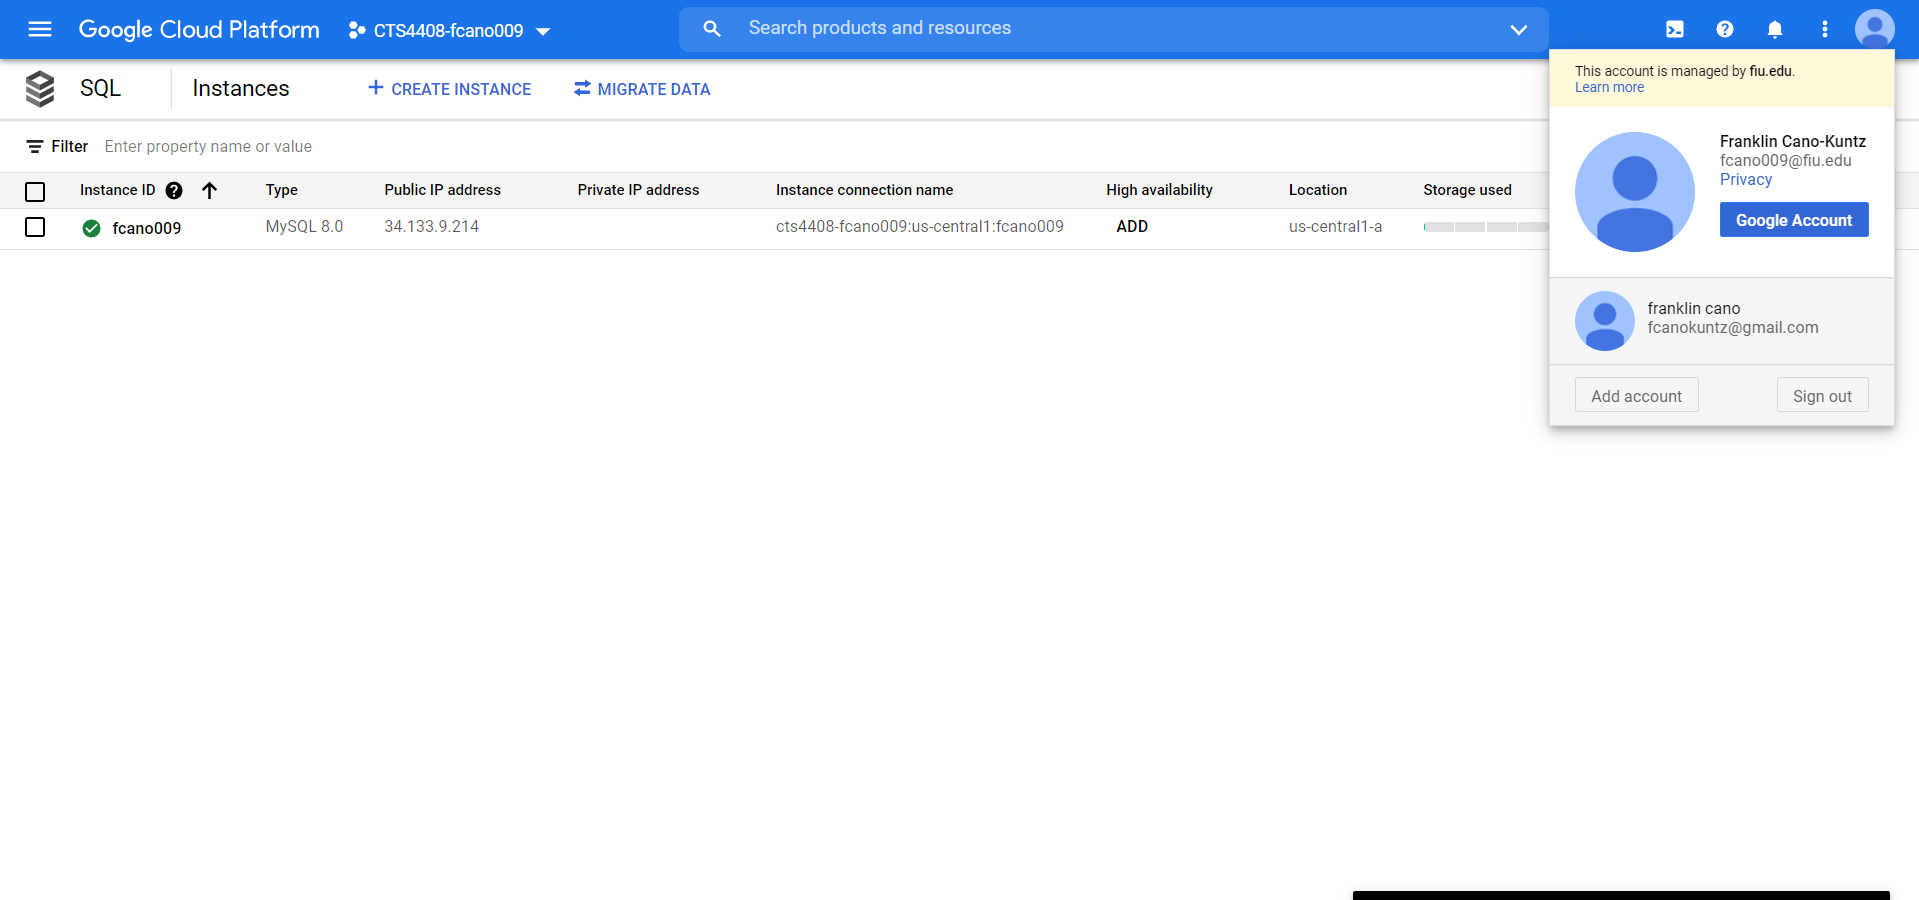 Google Cloud Platform
CTS4408-fcano009
Search products and resources
SQL
Instances
CREATE INSTANCE
MIGRATE DATA
Filter
Enter property name or value
Instance ID Type Public IP address Private IP address Instance connection name High availability Location Storage used
fcano009 MySQL 8.0 34.133.9.214 cts4408-fcano009:us-central1:fcano009 ADD us-central1-a
This account is managed by fiu.edu.
Learn more
Franklin Cano-Kuntz
fcano009@fiu.edu
Privacy
Google Account
franklin cano
fcanokuntz@gmail.com
Add account
Sign out